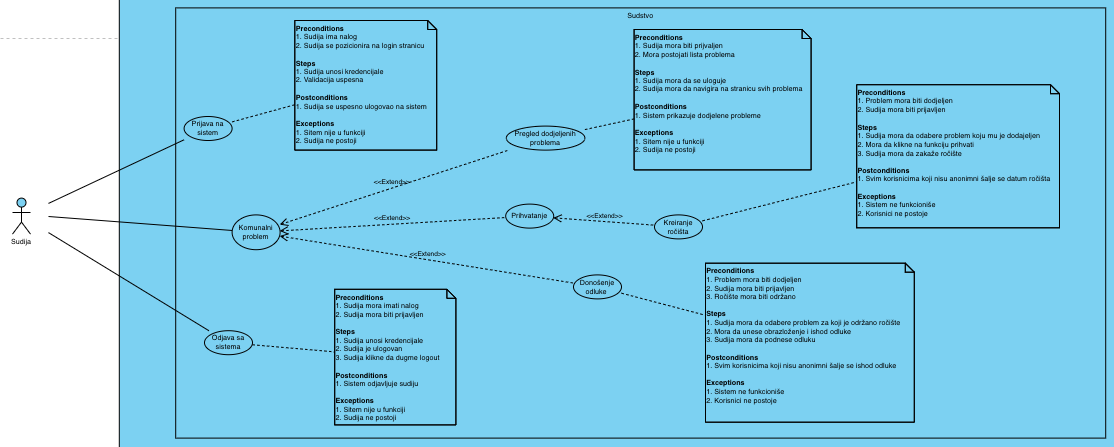 Sudstvo
Preconditions
1. Sudija ima nalog
2. Sudija se pozicionira na login stranicu
Steps
1. Sudija unosi kredencijale
2. Validacija uspesna
Postconditions
1. Sudija se uspesno ulogovao na sistem
Exceptions
1. Sitem nije u funkciji
2. Sudija ne postoji
Preconditions
1. Sudija mora biti prijvaljen
2. Mora postojati lista problema
Steps
1. Sudija mora da se uloguje
2. Sudija mora da navigira na stranicu svih problema
Postconditions
1. Sistem prikazuje dodjelene probleme
Exceptions
1. Sitem nije u funkciji
2. Sudija ne postoji
Preconditions
1. Problem mora biti dodjeljen
2. Sudija mora biti prijavljen
Steps
1. Sudija mora da odabere problem koju mu je dodajeljen
2. Mora da klikne na funkciju prihvati
3. Sudija mora da zakaže ročište
Postconditions
1. Svim korisnicima koji nisu anonimni šalje se datum ročišta
Exceptions
1. Sistem ne funkcioniše
2. Korisnici ne postoje
Prijava na
sistem
Pregled dodjeljenih
problema
<<Extend>>
Sudija
Komunalni
problem
<<Extend>>
Prihvatanje
<<Extend>>
Kreiranje
ročišta
<<Extend>>
Donošenje
odluke
Odjava sa
sistema
Preconditions
1. Sudija mora imati nalog
2. Sudija mora biti prijavljen
Steps
1. Sudija unosi kredencijale
2. Sudija je ulogovan
3. Sudija klikne da dugme logout
Postconditions
1. Sistem odjavljuje sudiju
Exceptions
1. Sitem nije u funkciji
2. Sudija ne postoji
Preconditions
1. Problem mora biti dodjeljen
2. Sudija mora biti prijavljen
3. Ročište mora biti održano
Steps
1. Sudija mora da odabere problem za koji je održano ročište
2. Mora da unese obrazloženje i ishod odluke
3. Sudija mora da podnese odluku
Postconditions
1. Svim korisnicima koji nisu anonimni šalje se ishod odluke
Exceptions
1. Sistem ne funkcioniše
2. Korisnici ne postoje